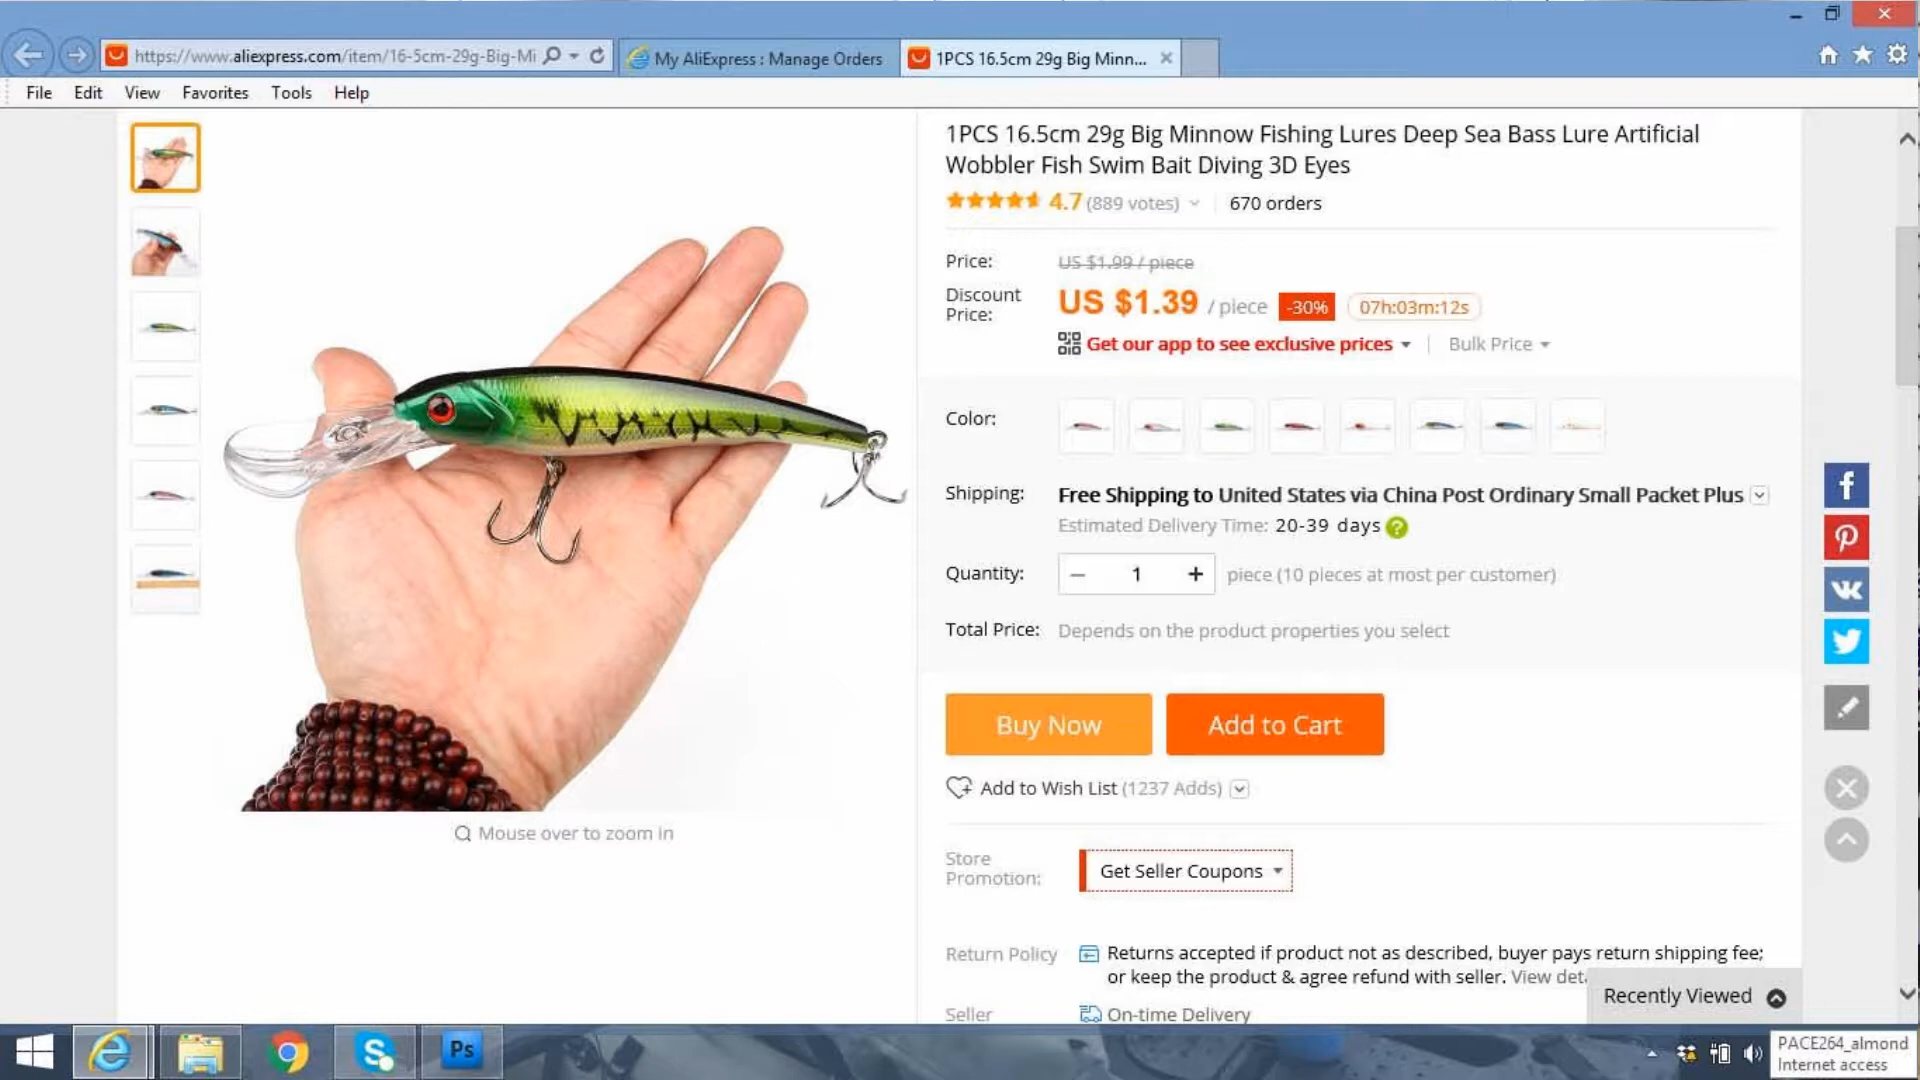 https://www.aliexpress.com/item/16-5cm-29g-Big-Mi
My AliExpress : Manage Orders
1PCS 16.5cm 29g Big Minn...
File Edit View Favorites Tools Help
1PCS 16.5cm 29g Big Minnow Fishing Lures Deep Sea Bass Lure Artificial
Wobbler Fish Swim Bait Diving 3D Eyes
4.7 (889 votes) 670 orders
Price: US $1.99 / piece
Discount
Price:
US $1.39 / piece -30% 07h:03m:12s
Get our app to see exclusive prices Bulk Price
Color:
Shipping: Free Shipping to United States via China Post Ordinary Small Packet Plus
Estimated Delivery Time: 20-39 days ?
Quantity: − 1 + piece (10 pieces at most per customer)
Total Price: Depends on the product properties you select
Buy Now Add to Cart
Add to Wish List (1237 Adds)
Mouse over to zoom in
Store
Promotion:
Get Seller Coupons
Return Policy Returns accepted if product not as described, buyer pays return shipping fee;
or keep the product & agree refund with seller. View deta
Recently Viewed
Seller On-time Delivery
Ps
PACE264_almond
Internet access